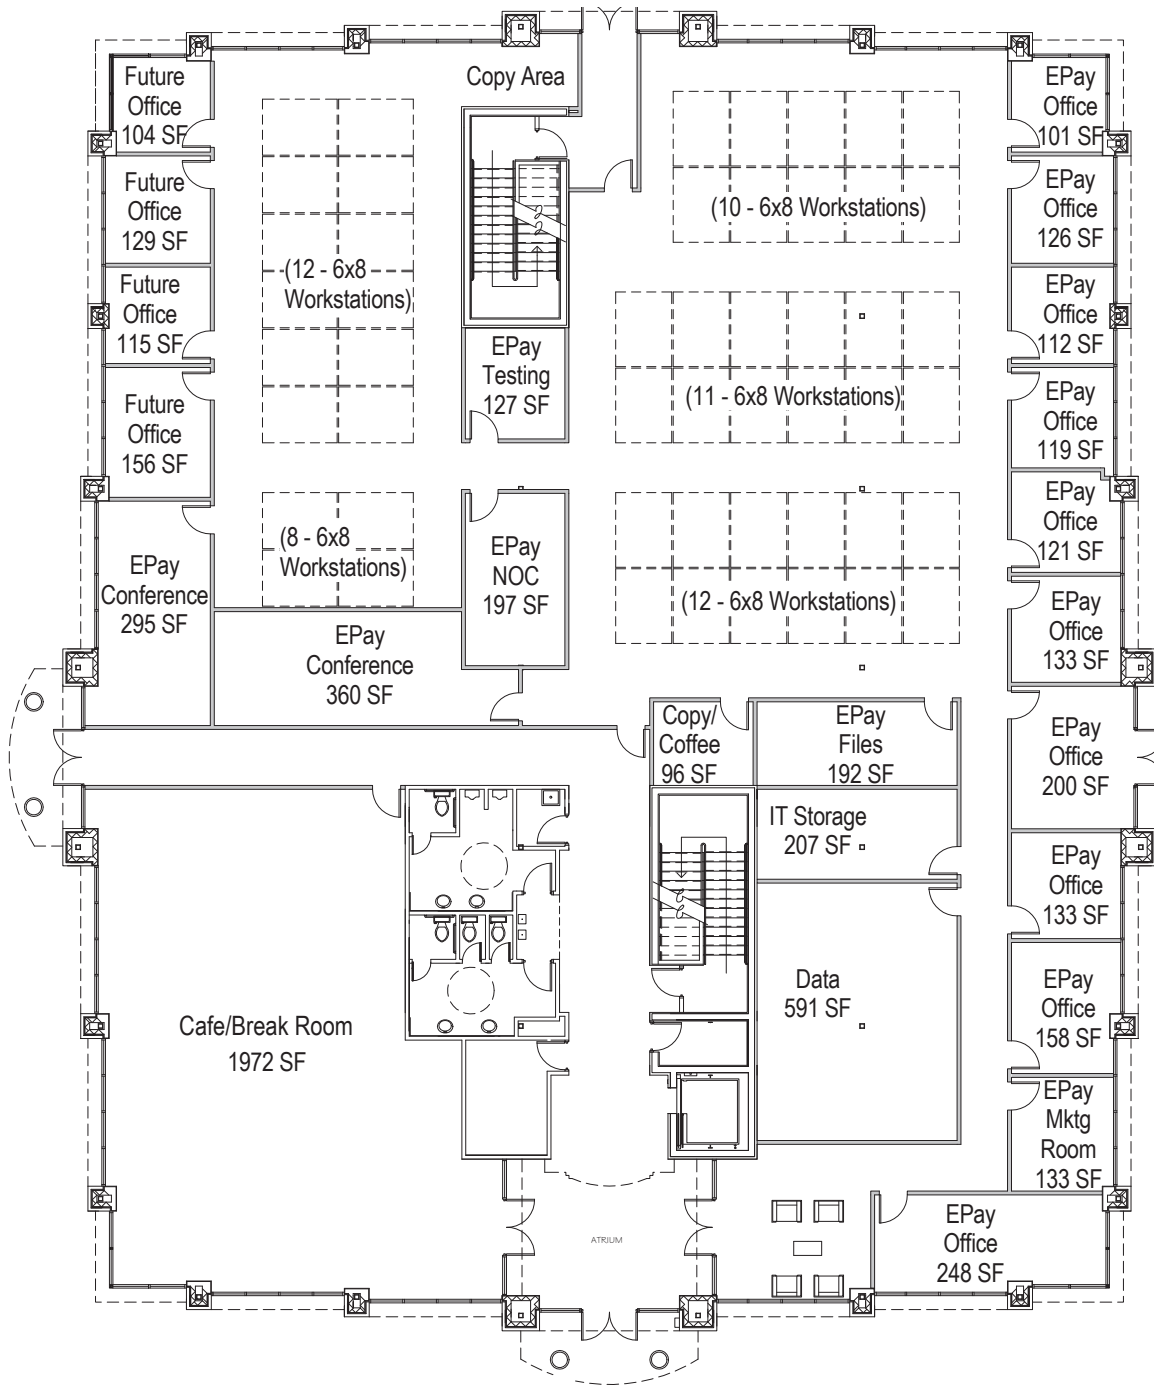 Copy Area
Future
Office
104 SF
EPay
Office
101 SF
Future
Office
129 SF
(10 - 6x8 Workstations)
EPay
Office
126 SF
(12 - 6x8
Workstations)
Future
Office
115 SF
EPay
Office
112 SF
EPay
Testing
127 SF
(11 - 6x8 Workstations)
EPay
Office
119 SF
Future
Office
156 SF
EPay
Office
121 SF
(8 - 6x8
Workstations)
EPay
NOC
197 SF
EPay
Conference
295 SF
(12 - 6x8 Workstations)
EPay
Office
133 SF
EPay
Conference
360 SF
Copy/
Coffee
96 SF
EPay
Files
192 SF
EPay
Office
200 SF
IT Storage
207 SF
EPay
Office
133 SF
Data
591 SF
EPay
Office
158 SF
Cafe/Break Room
1972 SF
EPay
Mktg
Room
133 SF
ATRIUM
EPay
Office
248 SF